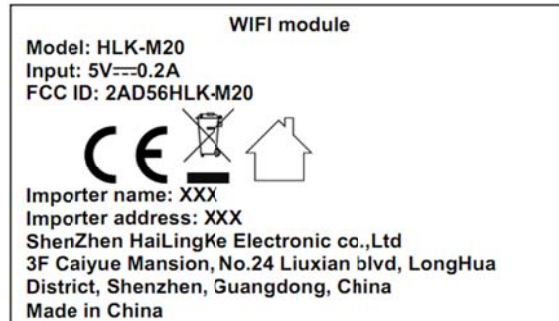 WIFI module
Model: HLK-M20
Input: 5V⎓0.2A
FCC ID: 2AD56HLK-M20
CE
Importer name: XXX
Importer address: XXX
ShenZhen HaiLingKe Electronic co.,Ltd
3F Caiyue Mansion, No.24 Liuxian blvd, LongHua
District, Shenzhen, Guangdong, China
Made in China